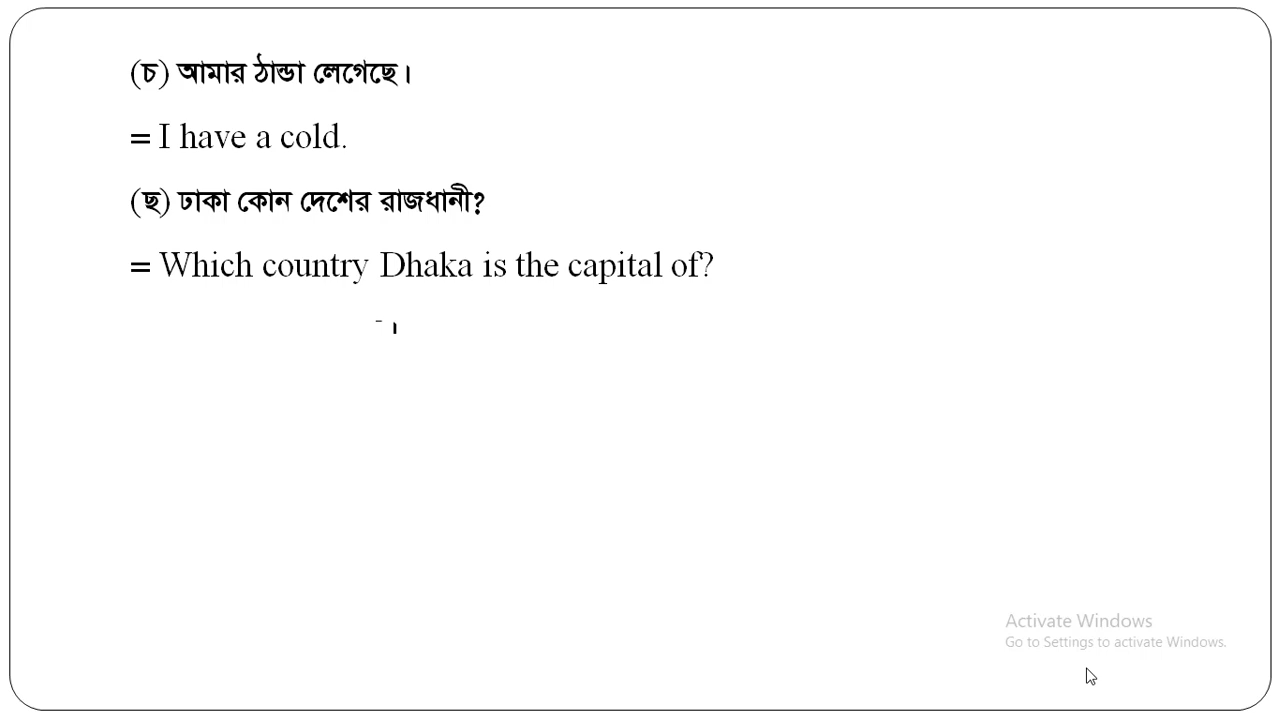 (চ) আমার ঠান্ডা লেগেছে।
= I have a cold.
(ছ) ঢাকা কোন দেশের রাজধানী?
= Which country Dhaka is the capital of?
Activate Windows
Go to Settings to activate Windows.